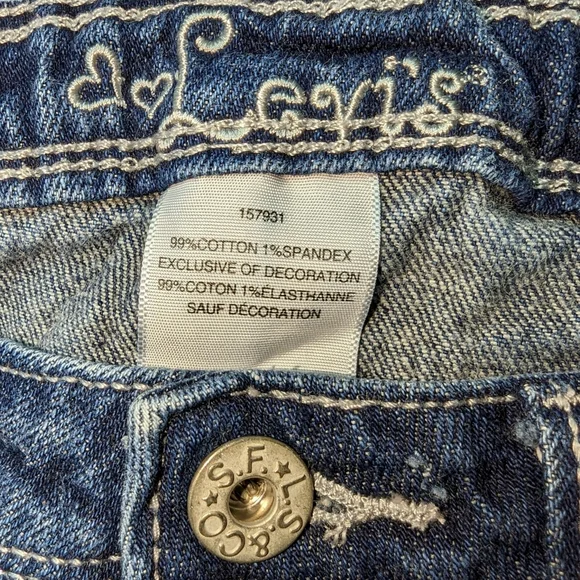 Levi's
157931
99%COTTON 1%SPANDEX
EXCLUSIVE OF DECORATION
99%COTON 1%ÉLASTHANNE
SAUF DÉCORATION
S.F. ★ L.S.&CO ★